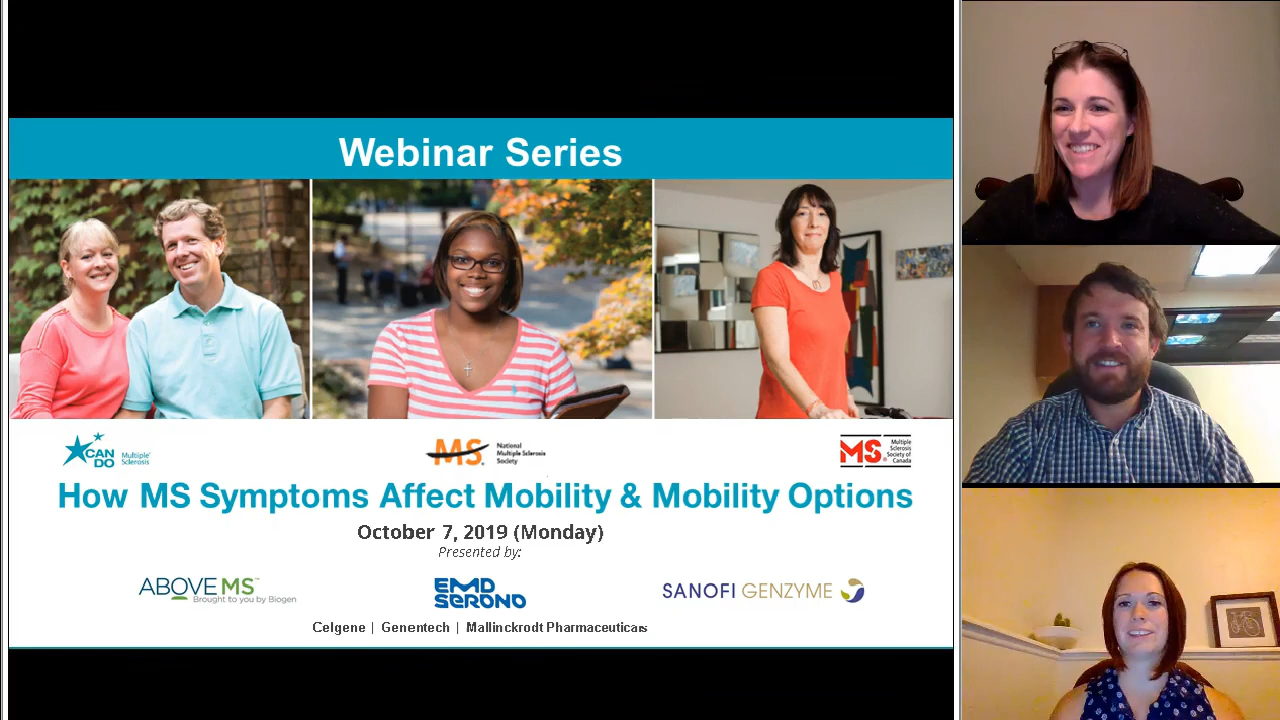 Webinar Series
CAN
DO
Multiple
Sclerosis
MS
National
Multiple Sclerosis
Society
MS
Multiple
Sclerosis
Society
of Canada
How MS Symptoms Affect Mobility & Mobility Options
October 7, 2019 (Monday)
Presented by:
ABOVE MS™
Brought to you by Biogen
EMD
SERONO
SANOFI GENZYME
Celgene | Genentech | Mallinckrodt Pharmaceuticals